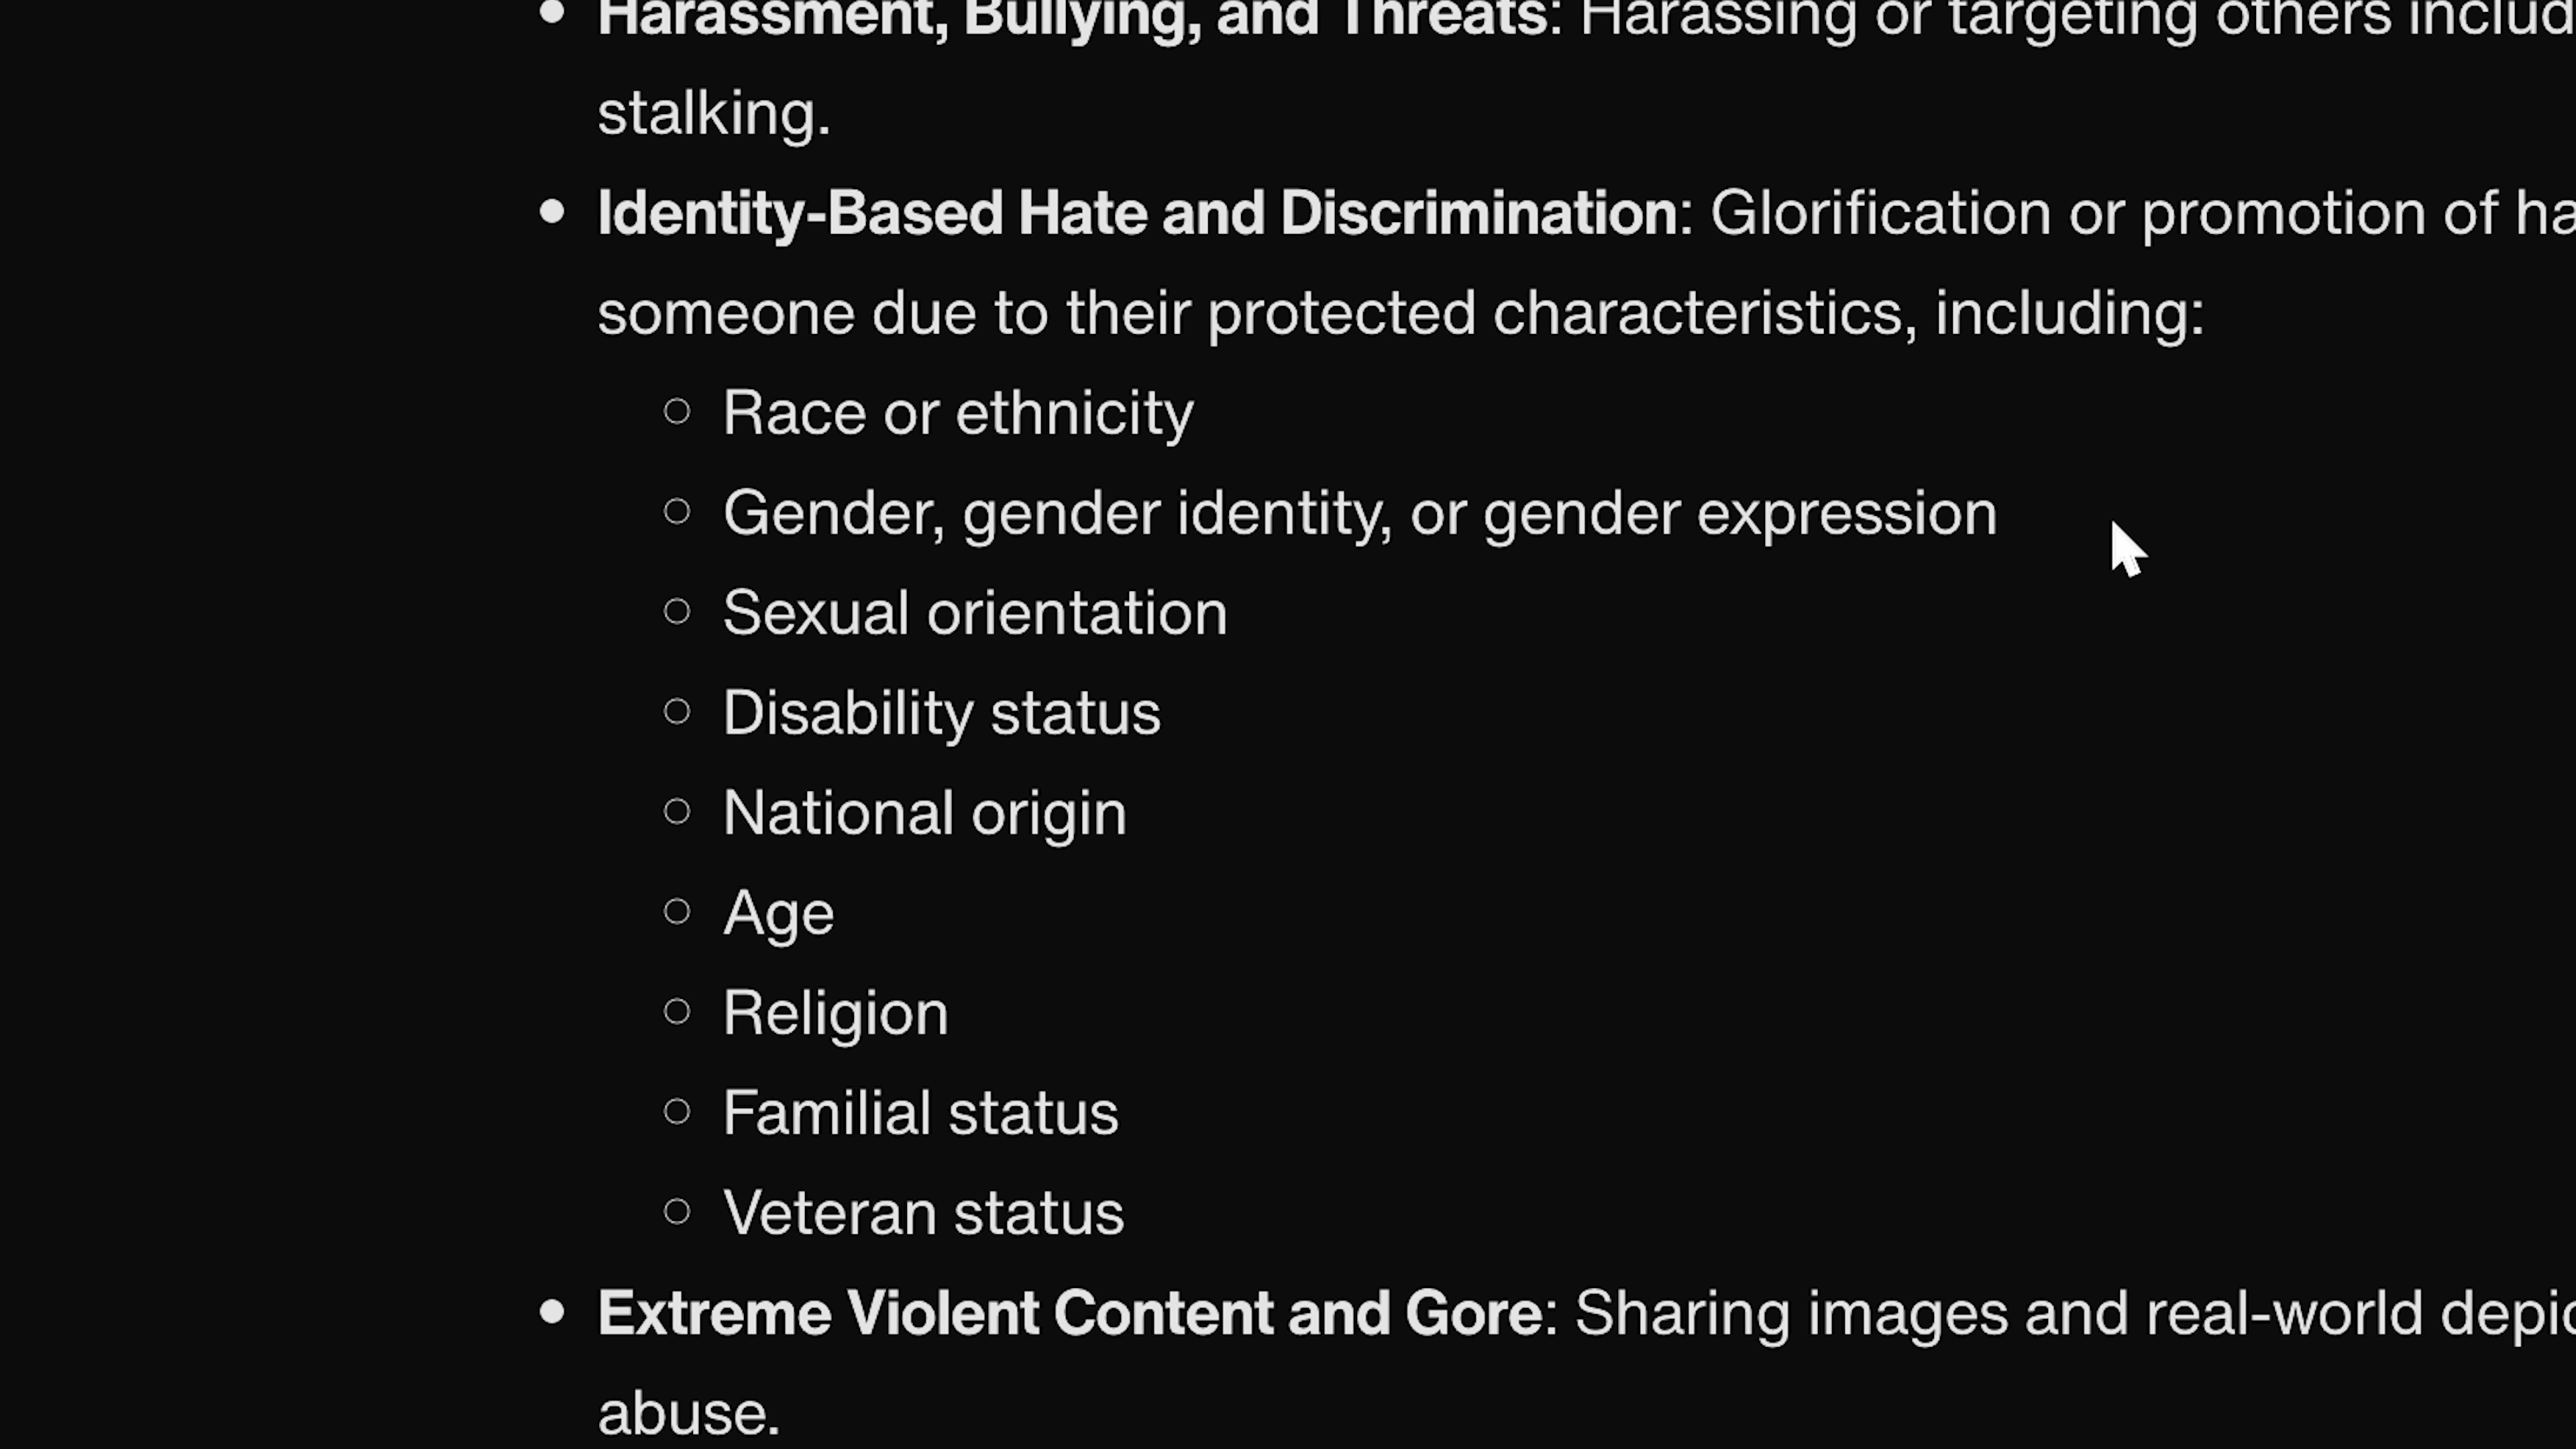 Harassment, Bullying, and Threats: Harassing or targeting others
stalking.
Identity-Based Hate and Discrimination: Glorification or promotion of
someone due to their protected characteristics, including:
Race or ethnicity
Gender, gender identity, or gender expression
Sexual orientation
Disability status
National origin
Age
Religion
Familial status
Veteran status
Extreme Violent Content and Gore: Sharing images and real-world
abuse.